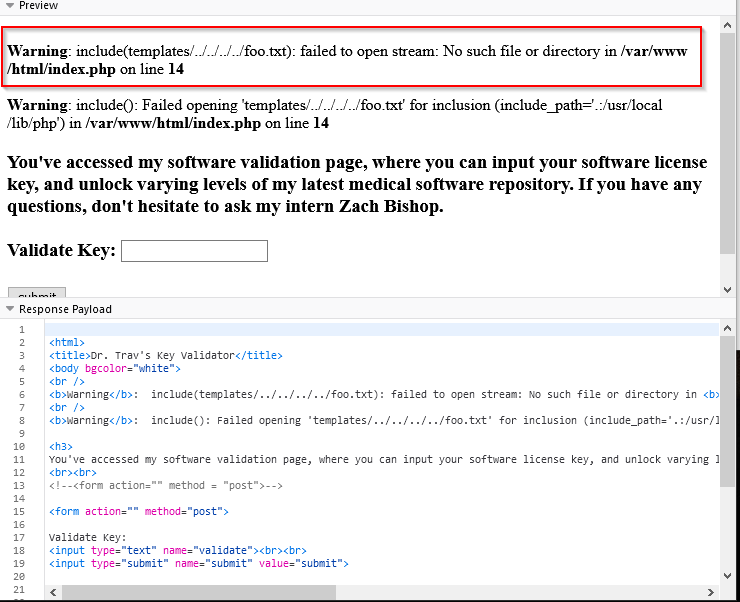 Preview
Warning: include(templates/../../../../foo.txt): failed to open stream: No such file or directory in /var/www
/html/index.php on line 14
Warning: include(): Failed opening 'templates/../../../../foo.txt' for inclusion (include_path='.:/usr/local
/lib/php') in /var/www/html/index.php on line 14
You've accessed my software validation page, where you can input your software license
key, and unlock varying levels of my latest medical software repository. If you have any
questions, don't hesitate to ask my intern Zach Bishop.
Validate Key:
submit
Response Payload
1
2 <html>
3 <title>Dr. Trav's Key Validator</title>
4 <body bgcolor="white">
5 <br />
6 <b>Warning</b>:  include(templates/../../../../foo.txt): failed to open stream: No such file or directory in <b>
7 <br />
8 <b>Warning</b>:  include(): Failed opening 'templates/../../../../foo.txt' for inclusion (include_path='.:/usr/l
9
10 <h3>
11 You've accessed my software validation page, where you can input your software license key, and unlock varying l
12 <br><br>
13 <!--<form action="" method = "post">-->
14
15 <form action="" method="post">
16
17 Validate Key:
18 <input type="text" name="validate"><br><br>
19 <input type="submit" name="submit" value="submit">
20
21